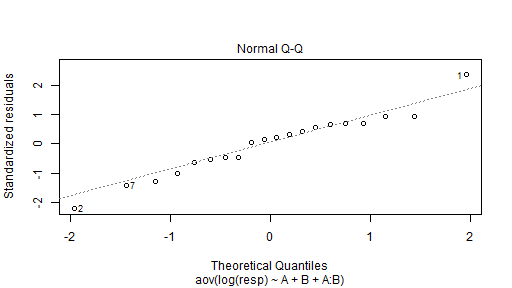 Normal Q-Q
Standardized residuals
2
1
0
-1
-2
1
7
2
-2 -1 0 1 2
Theoretical Quantiles
aov(log(resp) ~ A + B + A:B)